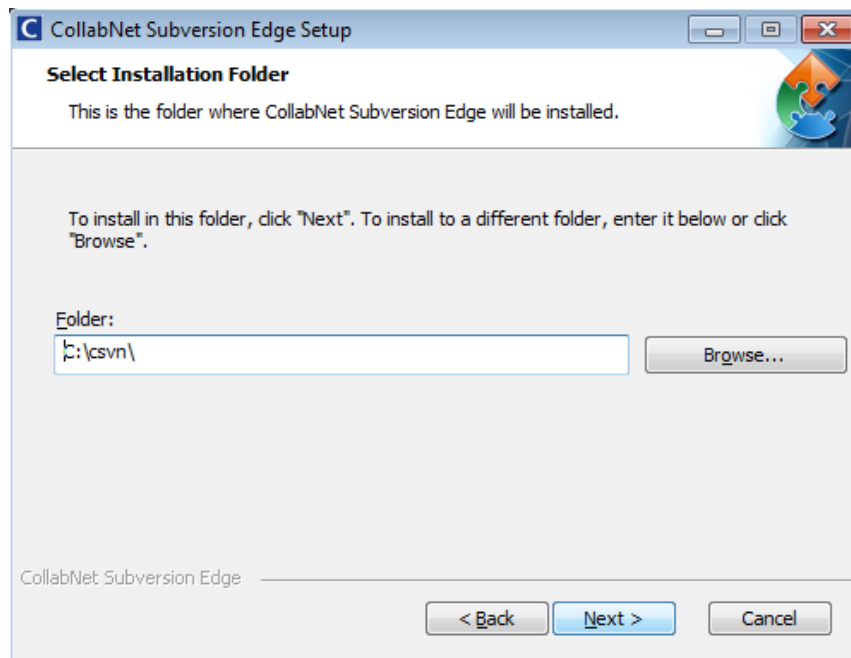 CollabNet Subversion Edge Setup
Select Installation Folder
This is the folder where CollabNet Subversion Edge will be installed.
To install in this folder, click "Next". To install to a different folder, enter it below or click
"Browse".
Folder:
C:\csvn\
Browse...
CollabNet Subversion Edge
< Back
Next >
Cancel